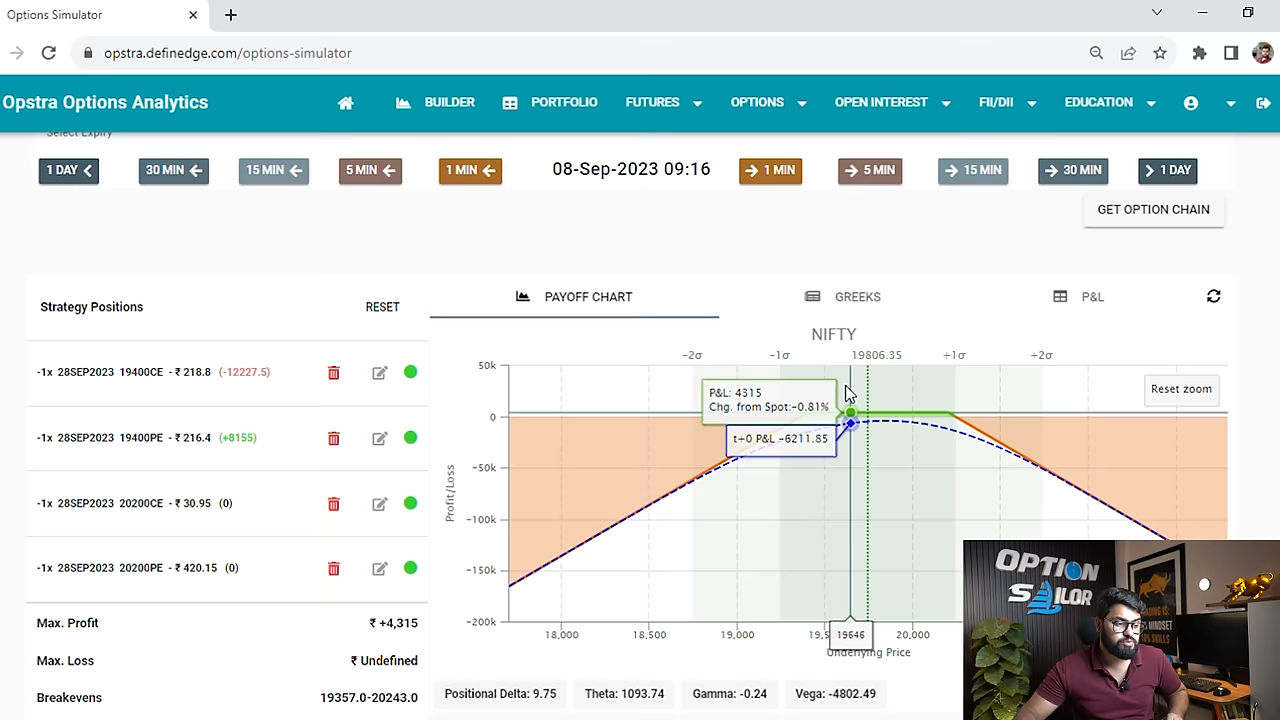 Options Simulator
opstra.definedge.com/options-simulator
Opstra Options Analytics
BUILDER
PORTFOLIO
FUTURES
OPTIONS
OPEN INTEREST
FII/DII
EDUCATION
Select Expiry
1 DAY
30 MIN
15 MIN
5 MIN
1 MIN
08-Sep-2023 09:16
1 MIN
5 MIN
15 MIN
30 MIN
1 DAY
GET OPTION CHAIN
Strategy Positions
RESET
PAYOFF CHART
GREEKS
P&L
NIFTY
-2σ
-1σ
19806.35
+1σ
+2σ
Reset zoom
-1x 28SEP2023 19400CE - ₹ 218.8 (-12227.5)
-1x 28SEP2023 19400PE - ₹ 216.4 (+8155)
-1x 28SEP2023 20200CE - ₹ 30.95 (0)
-1x 28SEP2023 20200PE - ₹ 420.15 (0)
Max. Profit ₹ +4,315
Max. Loss ₹ Undefined
Breakevens 19357.0-20243.0
P&L: 4315
Chg. from Spot:-0.81%
t+0 P&L -6211.85
Profit/Loss
50k
0
-50k
-100k
-150k
-200k
18,000
18,500
19,000
19646
20,000
Underlying Price
Positional Delta: 9.75
Theta: 1093.74
Gamma: -0.24
Vega: -4802.49
OPTION
SAILOR
MINDSET
SKILLS